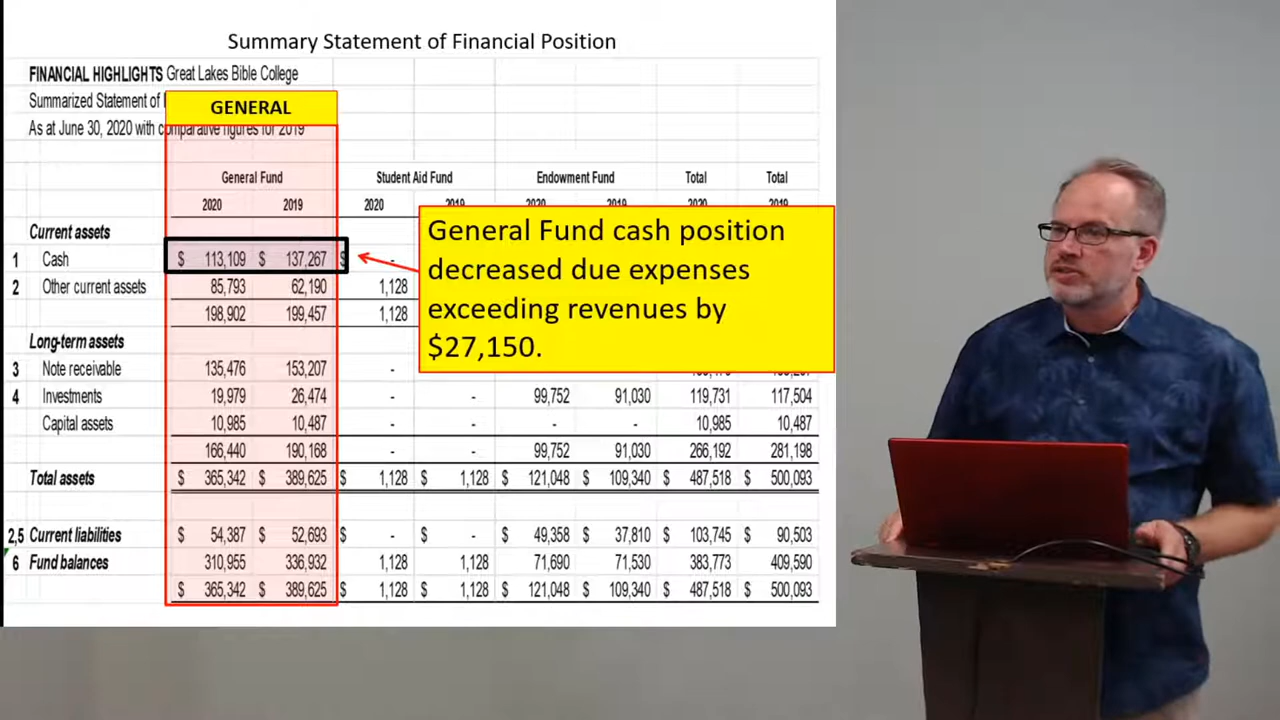 Summary Statement of Financial Position
FINANCIAL HIGHLIGHTS Great Lakes Bible College
Summarized Statement of
GENERAL
As at June 30, 2020 with comparative figures for 2019
General Fund Student Aid Fund Endowment Fund Total Total
2020 2019 2020 2019 2020 2019 2020 2019
Current assets
1 Cash $ 113,109 $ 137,267 $ -
2 Other current assets 85,793 62,190 1,128
198,902 199,457 1,128
General Fund cash position
decreased due expenses
exceeding revenues by
$27,150.
Long-term assets
3 Note receivable 135,476 153,207 -
4 Investments 19,979 26,474 - - 99,752 91,030 119,731 117,504
Capital assets 10,985 10,487 - - - - 10,985 10,487
166,440 190,168 - - 99,752 91,030 266,192 281,198
Total assets $ 365,342 $ 389,625 $ 1,128 $ 1,128 $ 121,048 $ 109,340 $ 487,518 $ 500,093
2,5 Current liabilities $ 54,387 $ 52,693 $ - $ - $ 49,358 $ 37,810 $ 103,745 $ 90,503
6 Fund balances 310,955 336,932 1,128 1,128 71,690 71,530 383,773 409,590
$ 365,342 $ 389,625 $ 1,128 $ 1,128 $ 121,048 $ 109,340 $ 487,518 $ 500,093